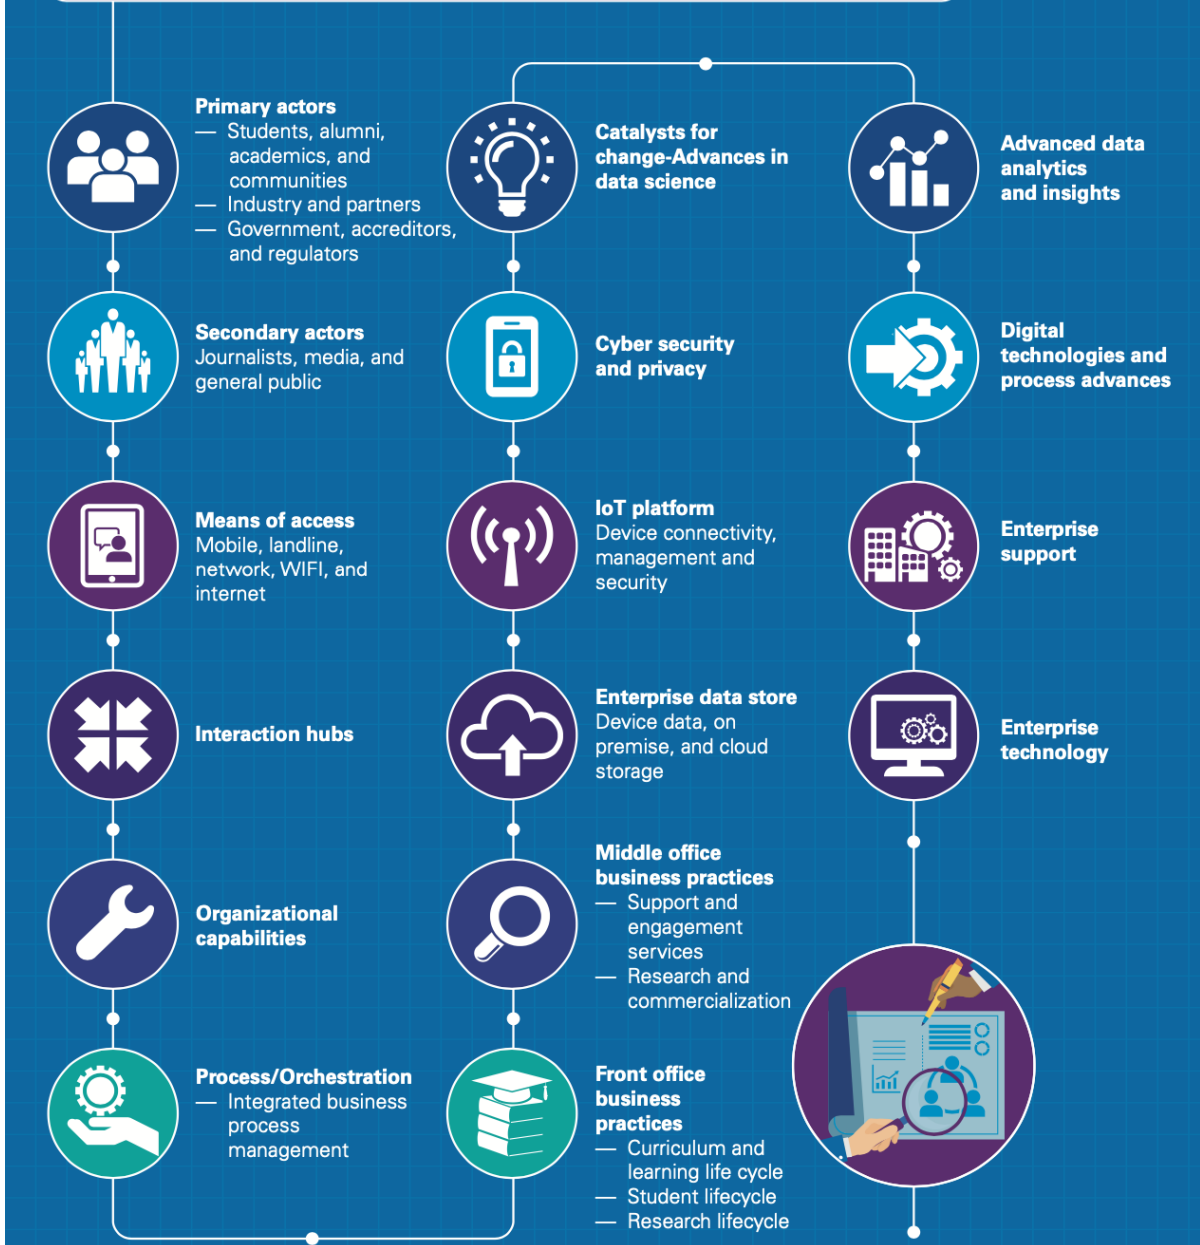 Primary actors
— Students, alumni,
academics, and
communities
— Industry and partners
— Government, accreditors,
and regulators
Secondary actors
Journalists, media, and
general public
Means of access
Mobile, landline,
network, WIFI, and
internet
Interaction hubs
Organizational
capabilities
Process/Orchestration
— Integrated business
process
management
Catalysts for
change-Advances in
data science
Cyber security
and privacy
IoT platform
Device connectivity,
management and
security
Enterprise data store
Device data, on
premise, and cloud
storage
Middle office
business practices
— Support and
engagement
services
— Research and
commercialization
Front office
business
practices
— Curriculum and
learning life cycle
— Student lifecycle
— Research lifecycle
Advanced data
analytics
and insights
Digital
technologies and
process advances
Enterprise
support
Enterprise
technology